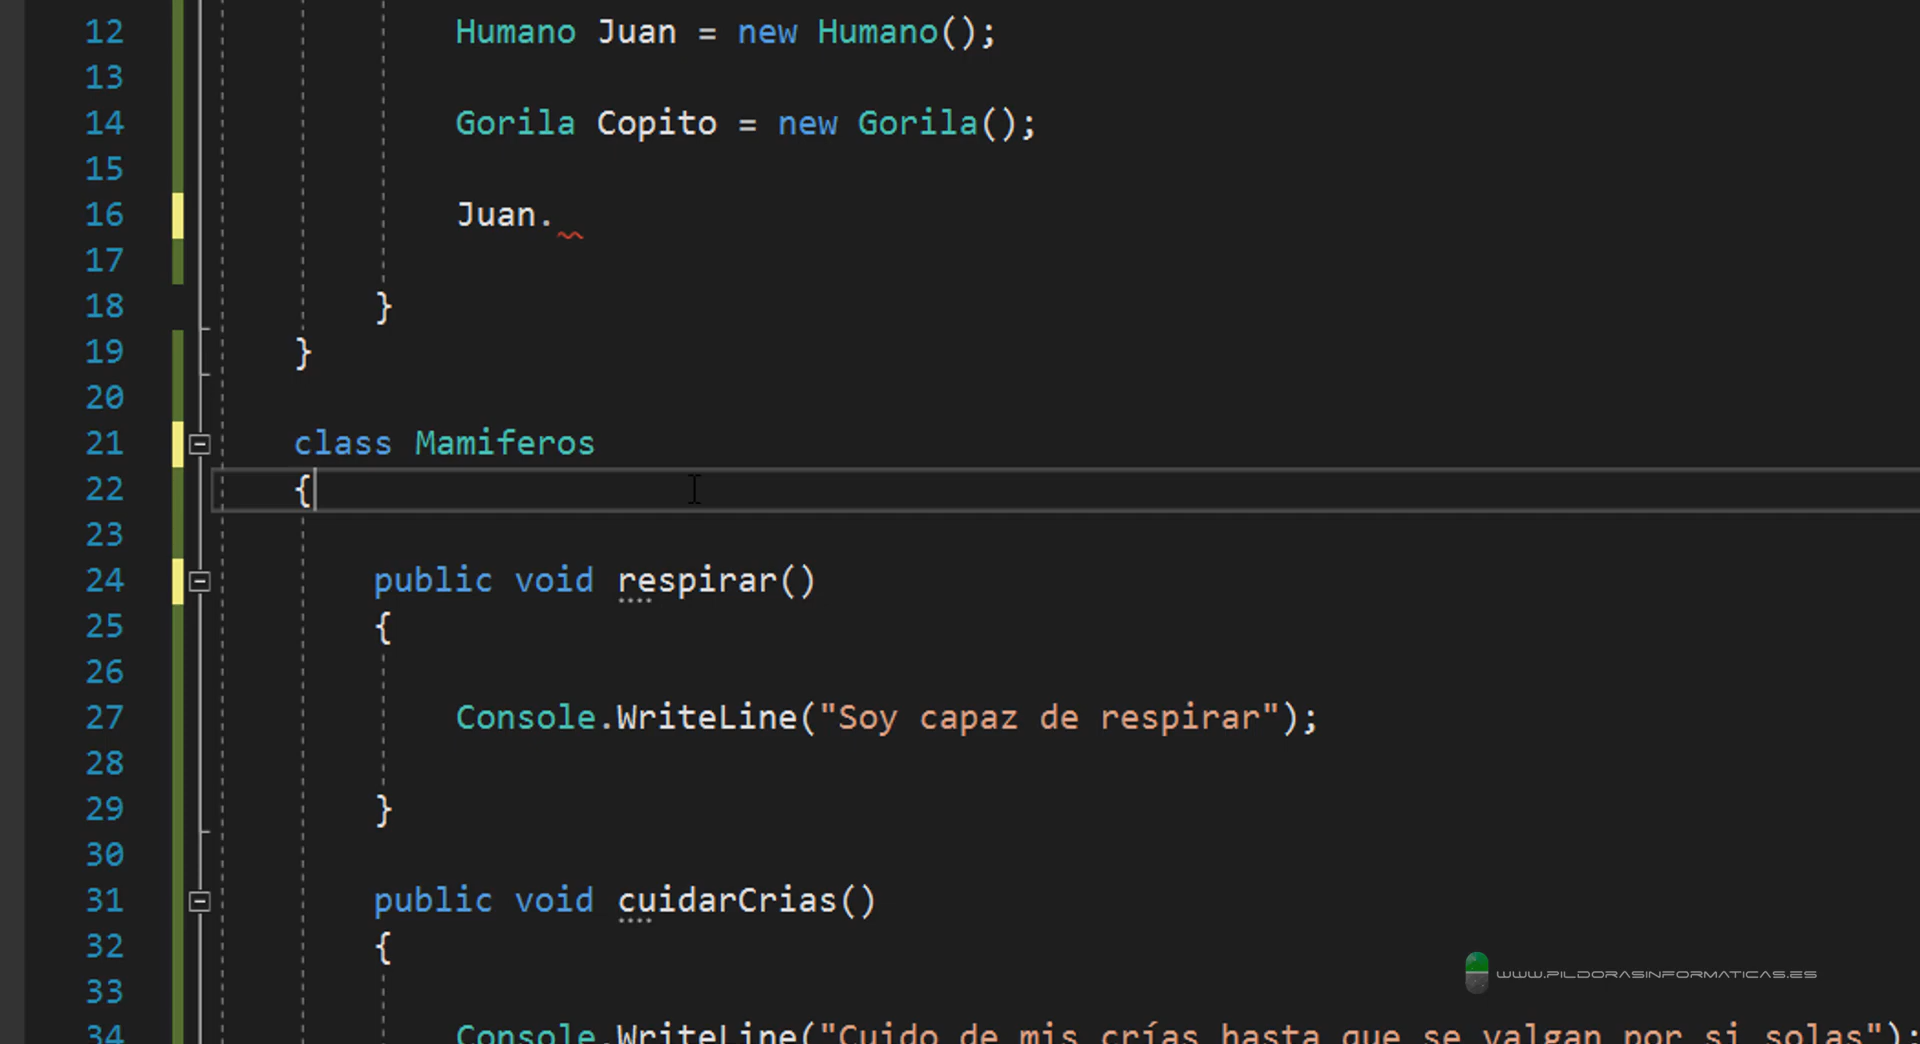 12 Humano Juan = new Humano();
13
14 Gorila Copito = new Gorila();
15
16 Juan.
17
18 }
19 }
20
21 class Mamiferos
22 {
23
24 public void respirar()
25 {
26
27 Console.WriteLine("Soy capaz de respirar");
28
29 }
30
31 public void cuidarCrias()
32 {
33
34 Console.WriteLine("Cuido de mis crías hasta que se valgan por si solas");
WWW.PILDORASINFORMATICAS.ES